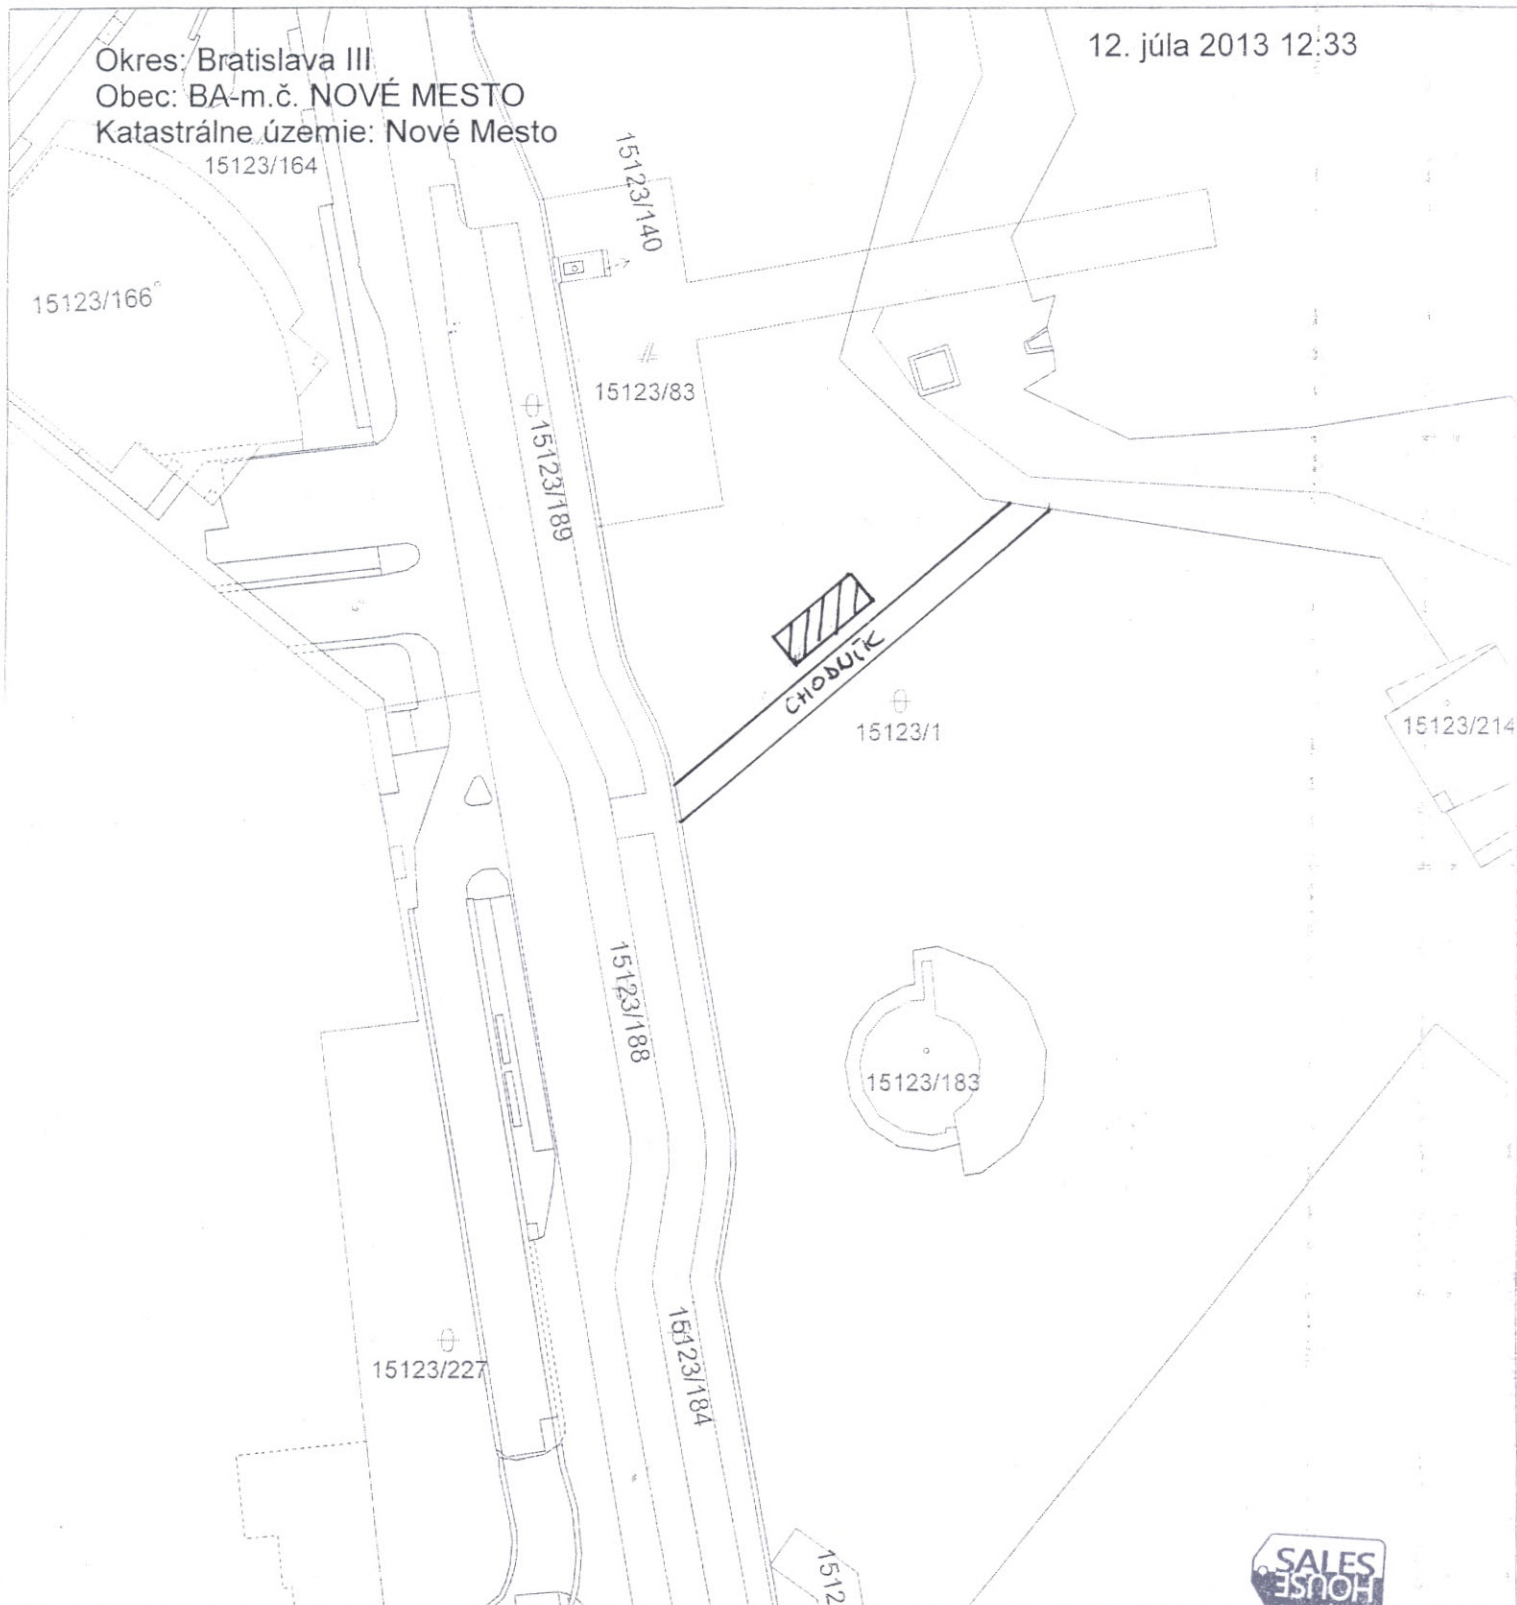 12. júla 2013 12:33
Okres: Bratislava III
Obec: BA-m.č. NOVÉ MESTO
Katastrálne územie: Nové Mesto
15123/164
15123/140
15123/166
15123/83
15123/189
CHODNÍK
15123/1
15123/214
15123/188
15123/183
15123/184
15123/227
1512
SALES
HOUSE